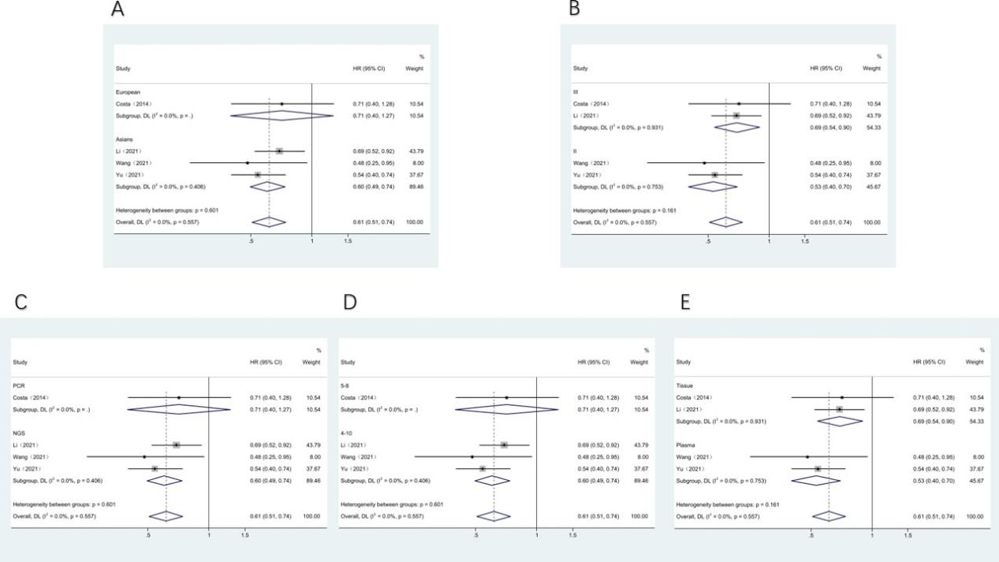 A
%
Study HR (95% CI) Weight
European
Costa（2014） 0.71 (0.40, 1.28) 10.54
Subgroup, DL (I² = 0.0%, p = .) 0.71 (0.40, 1.27) 10.54
Asians
Li（2021） 0.69 (0.52, 0.92) 43.79
Wang（2021） 0.48 (0.25, 0.95) 8.00
Yu（2021） 0.54 (0.40, 0.74) 37.67
Subgroup, DL (I² = 0.0%, p = 0.406) 0.60 (0.49, 0.74) 89.46
Heterogeneity between groups: p = 0.601
Overall, DL (I² = 0.0%, p = 0.557) 0.61 (0.51, 0.74) 100.00
.5 1 1.5
B
%
Study HR (95% CI) Weight
III
Costa（2014） 0.71 (0.40, 1.28) 10.54
Li（2021） 0.69 (0.52, 0.92) 43.79
Subgroup, DL (I² = 0.0%, p = 0.931) 0.69 (0.54, 0.90) 54.33
II
Wang（2021） 0.48 (0.25, 0.95) 8.00
Yu（2021） 0.54 (0.40, 0.74) 37.67
Subgroup, DL (I² = 0.0%, p = 0.753) 0.53 (0.40, 0.70) 45.67
Heterogeneity between groups: p = 0.161
Overall, DL (I² = 0.0%, p = 0.557) 0.61 (0.51, 0.74) 100.00
.5 1 1.5
C
%
Study HR (95% CI) Weight
PCR
Costa（2014） 0.71 (0.40, 1.28) 10.54
Subgroup, DL (I² = 0.0%, p = .) 0.71 (0.40, 1.27) 10.54
NGS
Li（2021） 0.69 (0.52, 0.92) 43.79
Wang（2021） 0.48 (0.25, 0.95) 8.00
Yu（2021） 0.54 (0.40, 0.74) 37.67
Subgroup, DL (I² = 0.0%, p = 0.406) 0.60 (0.49, 0.74) 89.46
Heterogeneity between groups: p = 0.601
Overall, DL (I² = 0.0%, p = 0.557) 0.61 (0.51, 0.74) 100.00
.5 1 1.5
D
%
Study HR (95% CI) Weight
5-8
Costa（2014） 0.71 (0.40, 1.28) 10.54
Subgroup, DL (I² = 0.0%, p = .) 0.71 (0.40, 1.27) 10.54
4-10
Li（2021） 0.69 (0.52, 0.92) 43.79
Wang（2021） 0.48 (0.25, 0.95) 8.00
Yu（2021） 0.54 (0.40, 0.74) 37.67
Subgroup, DL (I² = 0.0%, p = 0.406) 0.60 (0.49, 0.74) 89.46
Heterogeneity between groups: p = 0.601
Overall, DL (I² = 0.0%, p = 0.557) 0.61 (0.51, 0.74) 100.00
.5 1 1.5
E
%
Study HR (95% CI) Weight
Tissue
Costa（2014） 0.71 (0.40, 1.28) 10.54
Li（2021） 0.69 (0.52, 0.92) 43.79
Subgroup, DL (I² = 0.0%, p = 0.931) 0.69 (0.54, 0.90) 54.33
Plasma
Wang（2021） 0.48 (0.25, 0.95) 8.00
Yu（2021） 0.54 (0.40, 0.74) 37.67
Subgroup, DL (I² = 0.0%, p = 0.753) 0.53 (0.40, 0.70) 45.67
Heterogeneity between groups: p = 0.161
Overall, DL (I² = 0.0%, p = 0.557) 0.61 (0.51, 0.74) 100.00
.5 1 1.5